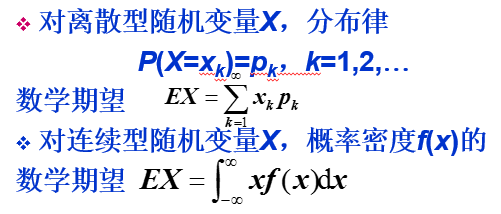 ❖ 对离散型随机变量X，分布律
P(X=xₖ)=pₖ，k=1,2,…
数学期望 EX = ∑_{k=1}^{∞} xₖ pₖ
❖ 对连续型随机变量X，概率密度f(x)的
数学期望 EX = ∫_{-∞}^{∞} xf(x)dx